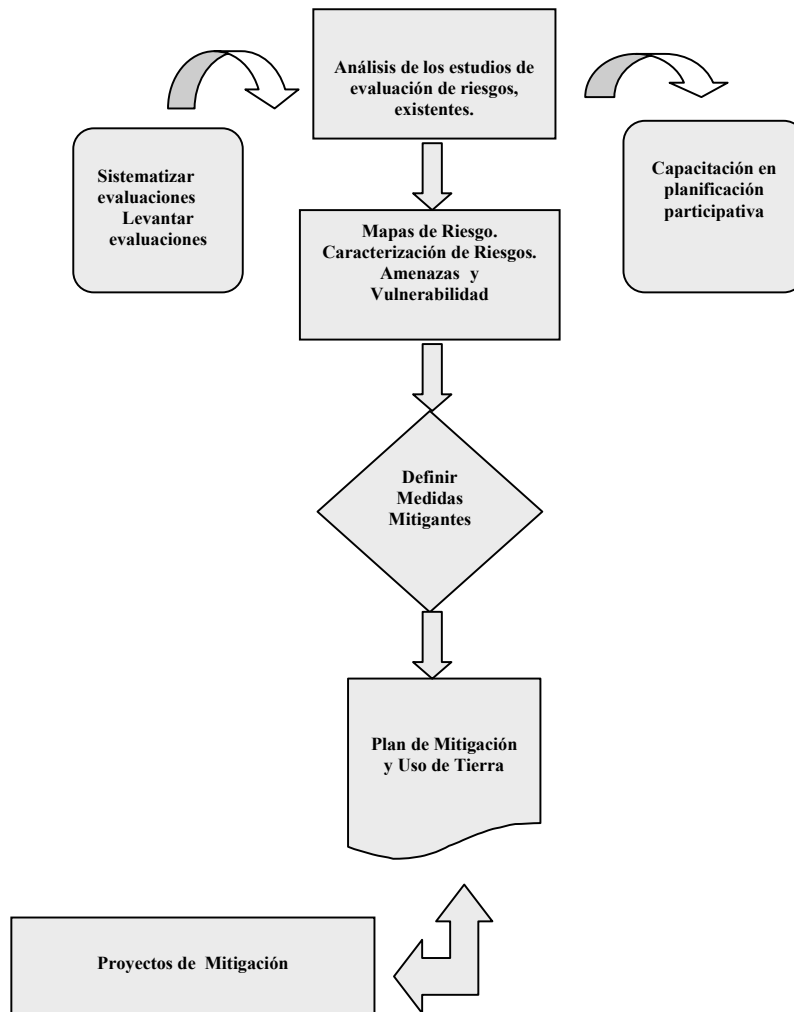 Análisis de los estudios de
evaluación de riesgos,
existentes.
Sistematizar
evaluaciones
Levantar
evaluaciones
Capacitación en
planificación
participativa
Mapas de Riesgo.
Caracterización de Riesgos.
Amenazas y
Vulnerabilidad
Definir
Medidas
Mitigantes
Plan de Mitigación
y Uso de Tierra
Proyectos de Mitigación